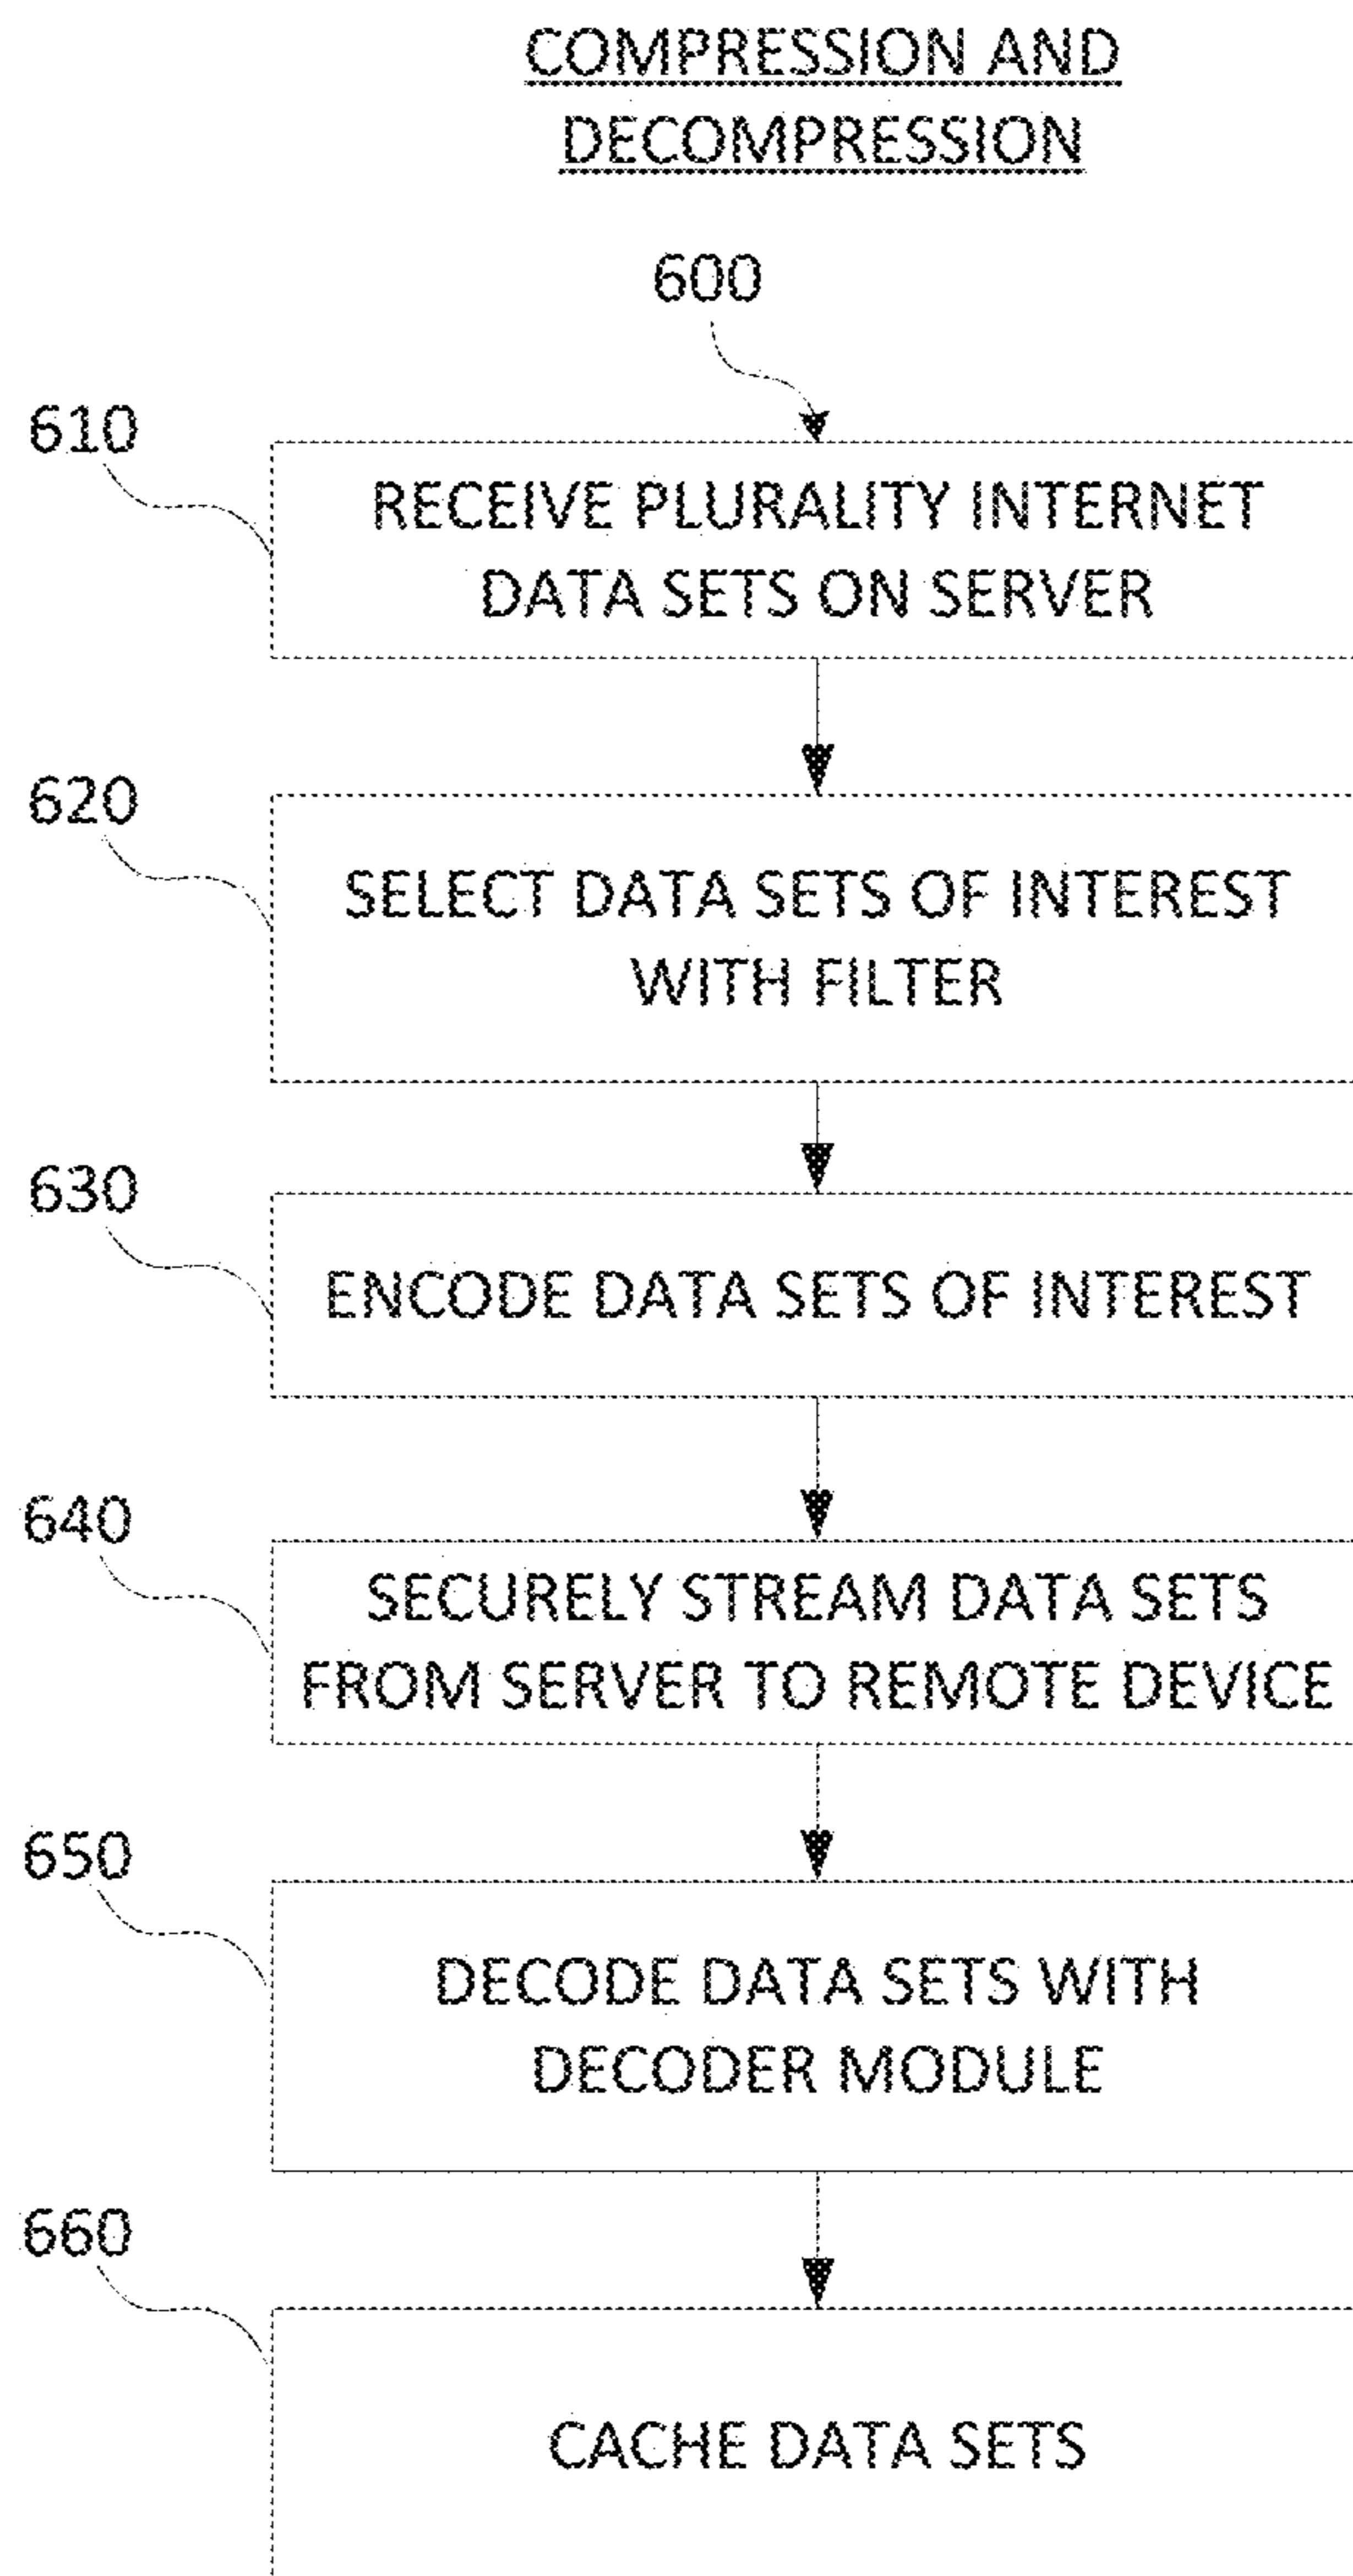 COMPRESSION AND
DECOMPRESSION
600
610
RECEIVE PLURALITY INTERNET
DATA SETS ON SERVER
620
SELECT DATA SETS OF INTEREST
WITH FILTER
630
ENCODE DATA SETS OF INTEREST
640
SECURELY STREAM DATA SETS
FROM SERVER TO REMOTE DEVICE
650
DECODE DATA SETS WITH
DECODER MODULE
660
CACHE DATA SETS